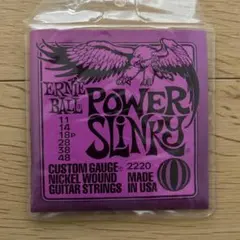 ERNIE
BALL
POWER
SLINKY
11
14
18P
28
38
48
CUSTOM GAUGE
NICKEL WOUND
GUITAR STRINGS
2220
MADE
IN USA